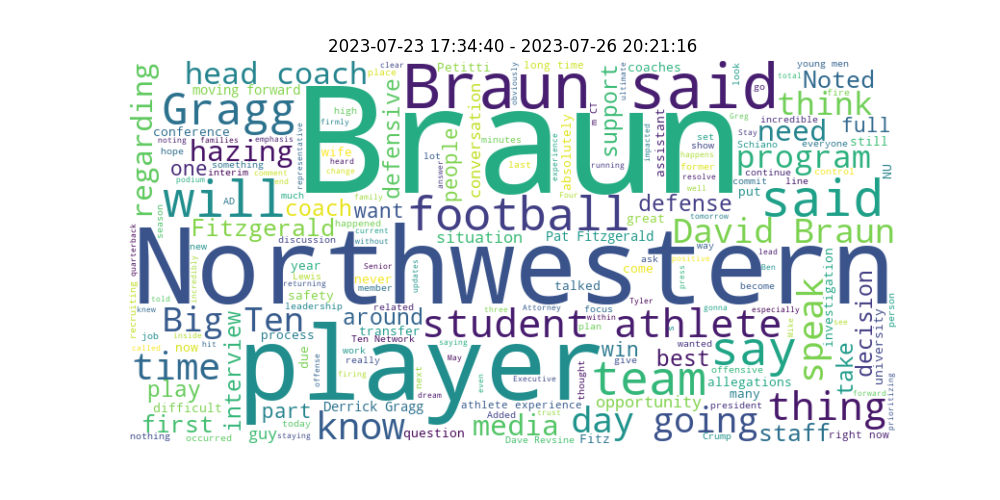 2023-07-23 17:34:40 - 2023-07-26 20:21:16
regarding
head coach
moving forward
clear
place
Petitti
long time
Braun said
obviously
coaches
ultimate
look
young men
go
total
Noted
fire
Gragg
conference
noting
families
emphasis
hazing
hope
something
one
interim
representative
high
firmly
wife
heard
change
Braun
defensive
people
lot
answer
conversation
minutes
last
experience
absolutely
m CT
support
running
impacted
assistant
set
show
happens
former
resolve
well
Greg
Stay
Schiano
think
incredible
everyone
need
full
still
program
continue
line
control
commit
put
NU
podium
comment
end
much
will
AD
season
coach
family
happened
want
football
Four
defense
great
tomorrow
said
Fitzgerald
current
without
situation
Pat Fitzgerald
David Braun
quarterback
new
discussion
Northwestern
year
Lewis
returning
Senior
never
member
updates
talked
come
ask
way
positive
press
lead
Ben
become
recruiting
told
knew
incredibly
safety
leadership
related
three
Attorney
within
focus
plan
Tyler
as
gonna
especially
Mike
see
investigation
decision
person
university
Big Ten
around
student athlete
job
inside
hit
process
transfer
Ten Network
saying
time
called
now
interview
due
offense
work
really
firing
May
dream
next
player
even
Executive
thought
win
give
wanted
best
say
speak
take
forward
prioritizing
play
team
offensive
allegations
many
difficult
first
part
today
Derrick Gragg
athlete experience
Added
trust
opportunity
president
thing
nothing
occurred
guy
staying
know
question
media
Dave Revsine
day
Fitz
going
Crump
staff
right now